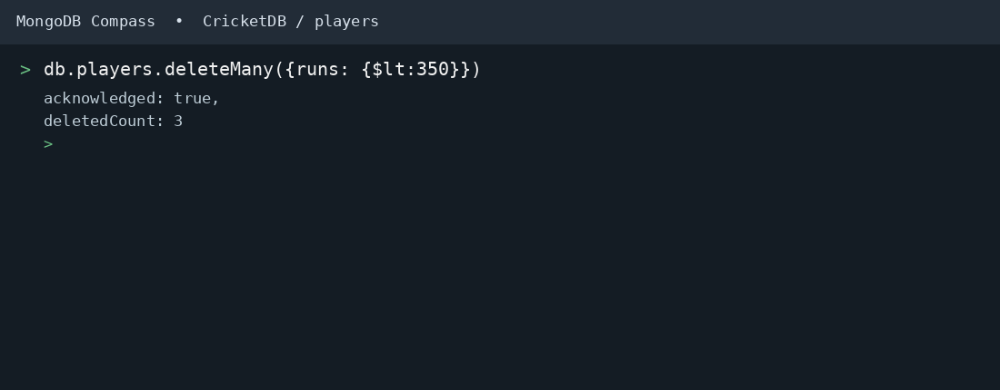 MongoDB Compass • CricketDB / players
> db.players.deleteMany({runs: {$lt:350}})
acknowledged: true,
deletedCount: 3
>